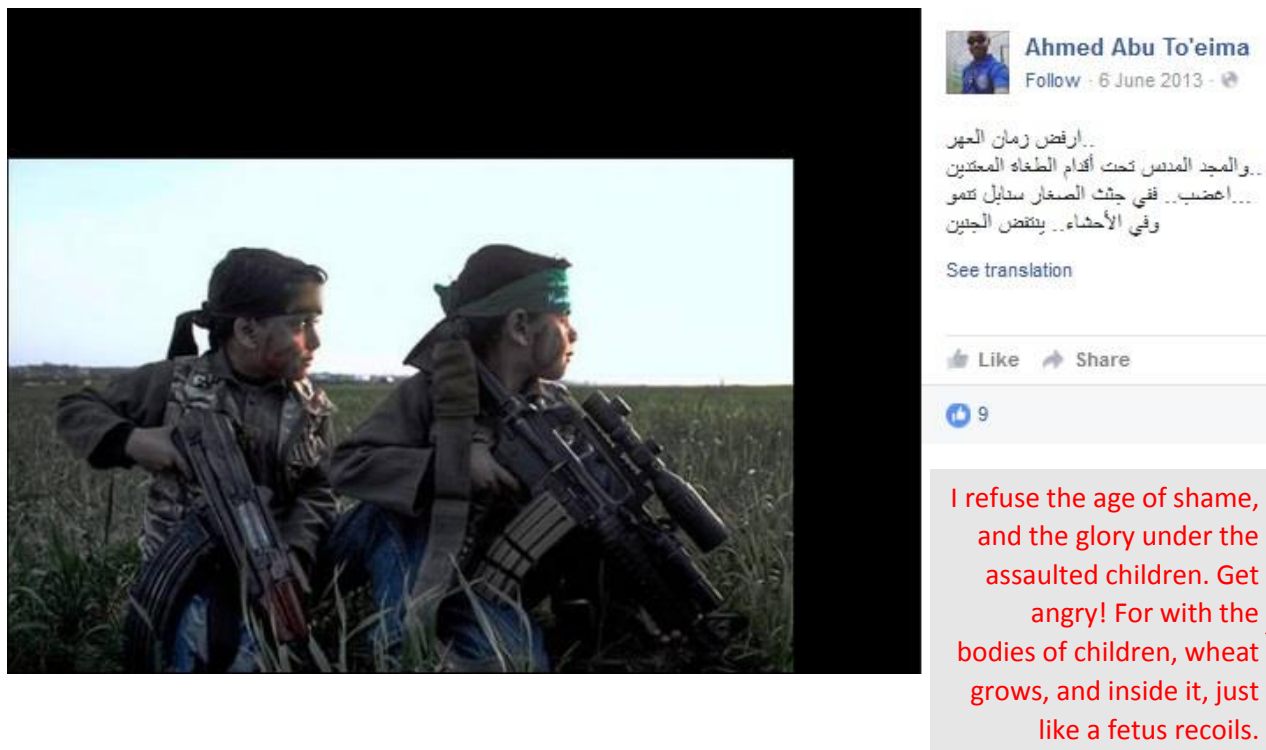 Ahmed Abu To'eima
Follow · 6 June 2013 ·
..ارفض زمان العهر
..والمجد المدنس تحت أقدام الطغاه المعتدين
...اغضب.. ففي جثث الصغار سنابل تنمو
وفي الأحشاء.. ينتفض الجنين
See translation
Like Share
9
I refuse the age of shame,
and the glory under the
assaulted children. Get
angry! For with the
bodies of children, wheat
grows, and inside it, just
like a fetus recoils.